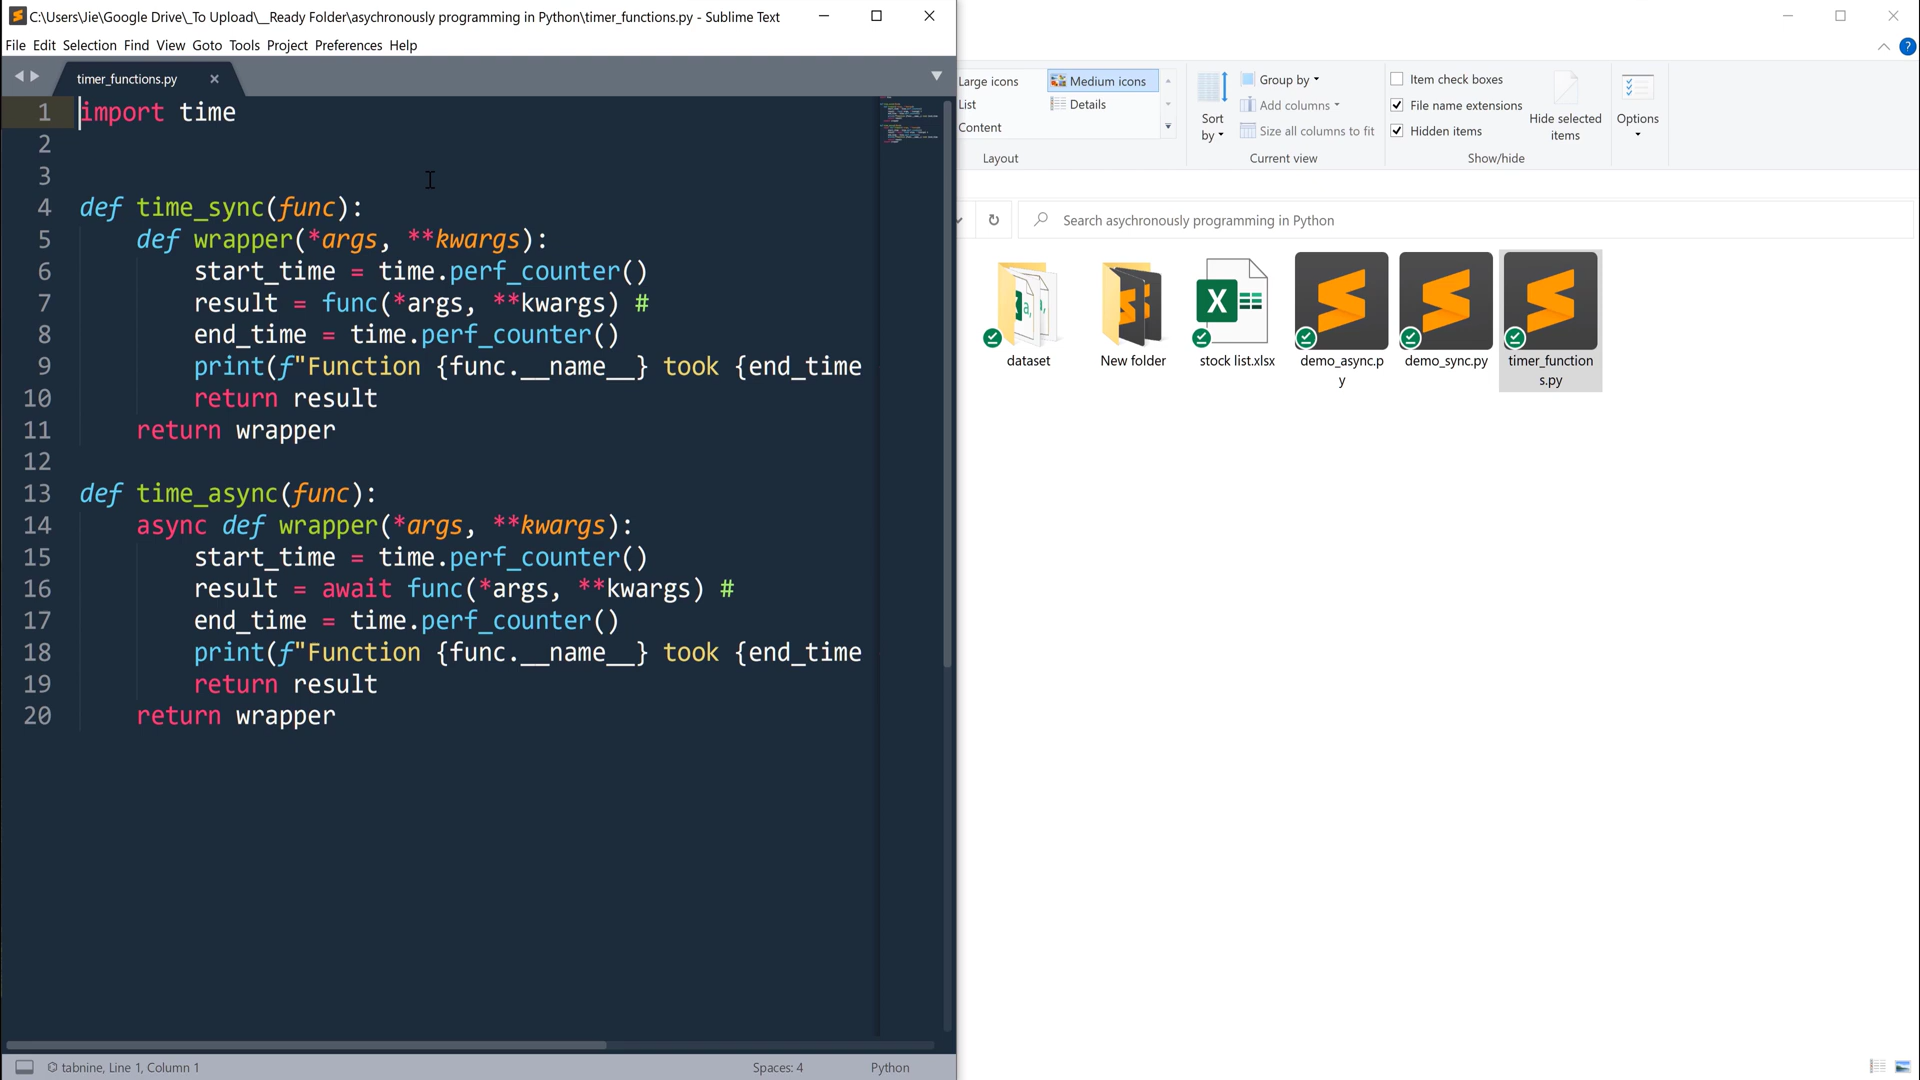 C:\Users\Jie\Google Drive\_To Upload\__Ready Folder\asychronously programming in Python\timer_functions.py - Sublime Text
File Edit Selection Find View Goto Tools Project Preferences Help
timer_functions.py
1 import time
2
3
4 def time_sync(func):
5 def wrapper(*args, **kwargs):
6 start_time = time.perf_counter()
7 result = func(*args, **kwargs) #
8 end_time = time.perf_counter()
9 print(f"Function {func.__name__} took {end_time
10 return result
11 return wrapper
12
13 def time_async(func):
14 async def wrapper(*args, **kwargs):
15 start_time = time.perf_counter()
16 result = await func(*args, **kwargs) #
17 end_time = time.perf_counter()
18 print(f"Function {func.__name__} took {end_time
19 return result
20 return wrapper
tabnine, Line 1, Column 1
Spaces: 4
Python
Large icons
Medium icons
List
Details
Content
Layout
Sort by
Group by
Add columns
Size all columns to fit
Current view
Item check boxes
File name extensions
Hidden items
Hide selected items
Show/hide
Options
Search asychronously programming in Python
dataset
New folder
stock list.xlsx
demo_async.p
y
demo_sync.py
timer_function
s.py